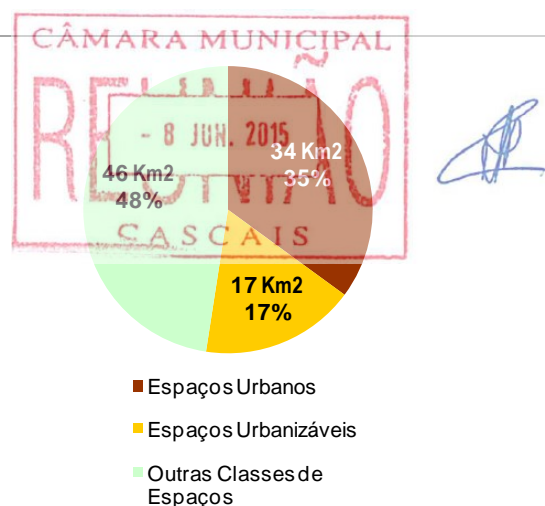 CÂMARA MUNICIPAL
REUNIÃO
- 8 JUN. 2015
34 Km2
35%
46 Km2
48%
CASCAIS
17 Km2
17%
Espaços Urbanos
Espaços Urbanizáveis
Outras Classes de
Espaços